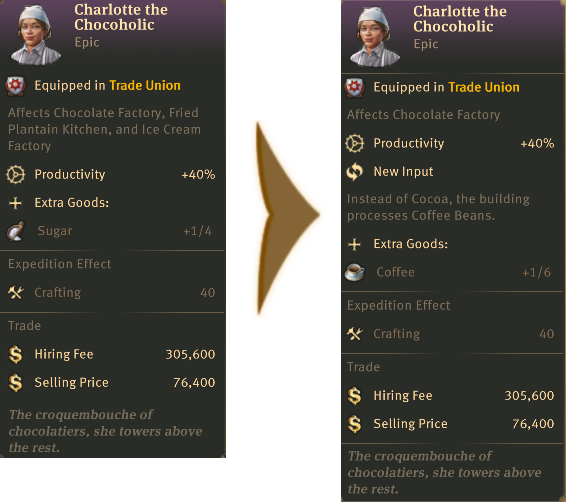 Charlotte the
Chocoholic
Epic
Equipped in Trade Union
Affects Chocolate Factory, Fried
Plantain Kitchen, and Ice Cream
Factory
Productivity +40%
Extra Goods:
Sugar +1/4
Expedition Effect
Crafting 40
Trade
Hiring Fee 305,600
Selling Price 76,400
The croquembouche of
chocolatiers, she towers above
the rest.
Charlotte the
Chocoholic
Epic
Equipped in Trade Union
Affects Chocolate Factory
Productivity +40%
New Input
Instead of Cocoa, the building
processes Coffee Beans.
Extra Goods:
Coffee +1/6
Expedition Effect
Crafting 40
Trade
Hiring Fee 305,600
Selling Price 76,400
The croquembouche of
chocolatiers, she towers above
the rest.